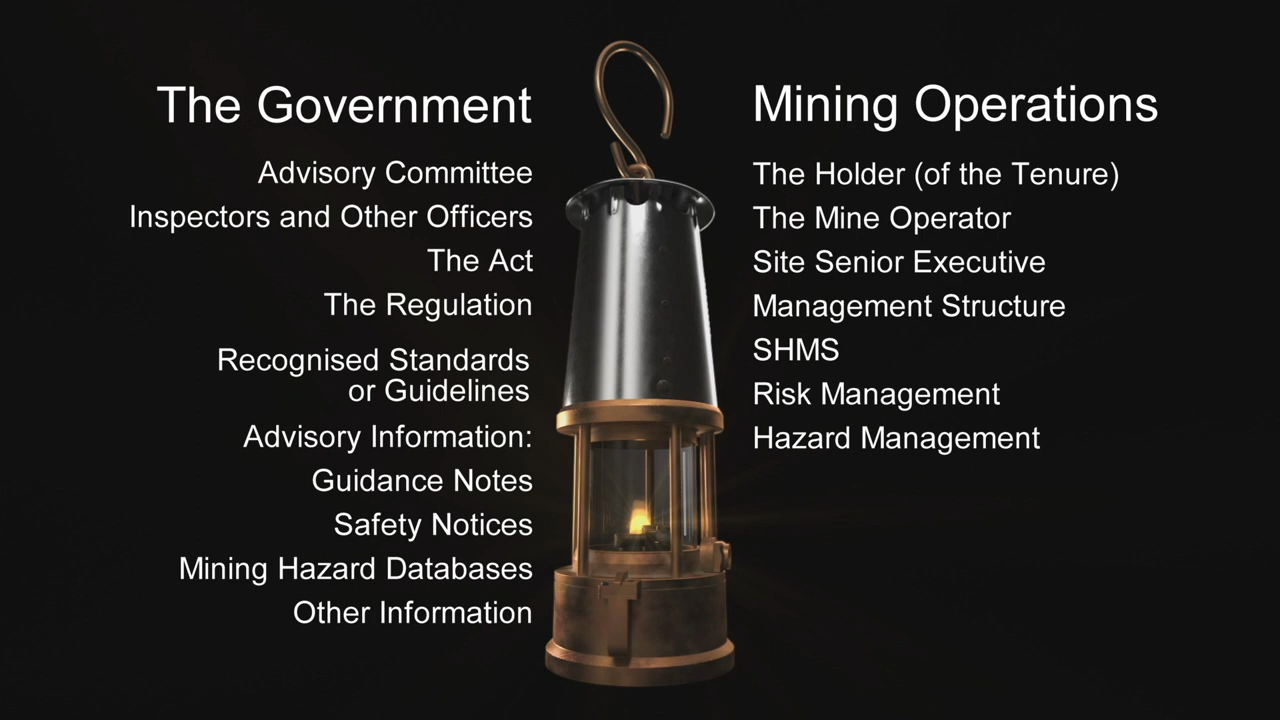 The Government
Advisory Committee
Inspectors and Other Officers
The Act
The Regulation
Recognised Standards
or Guidelines
Advisory Information:
Guidance Notes
Safety Notices
Mining Hazard Databases
Other Information
Mining Operations
The Holder (of the Tenure)
The Mine Operator
Site Senior Executive
Management Structure
SHMS
Risk Management
Hazard Management